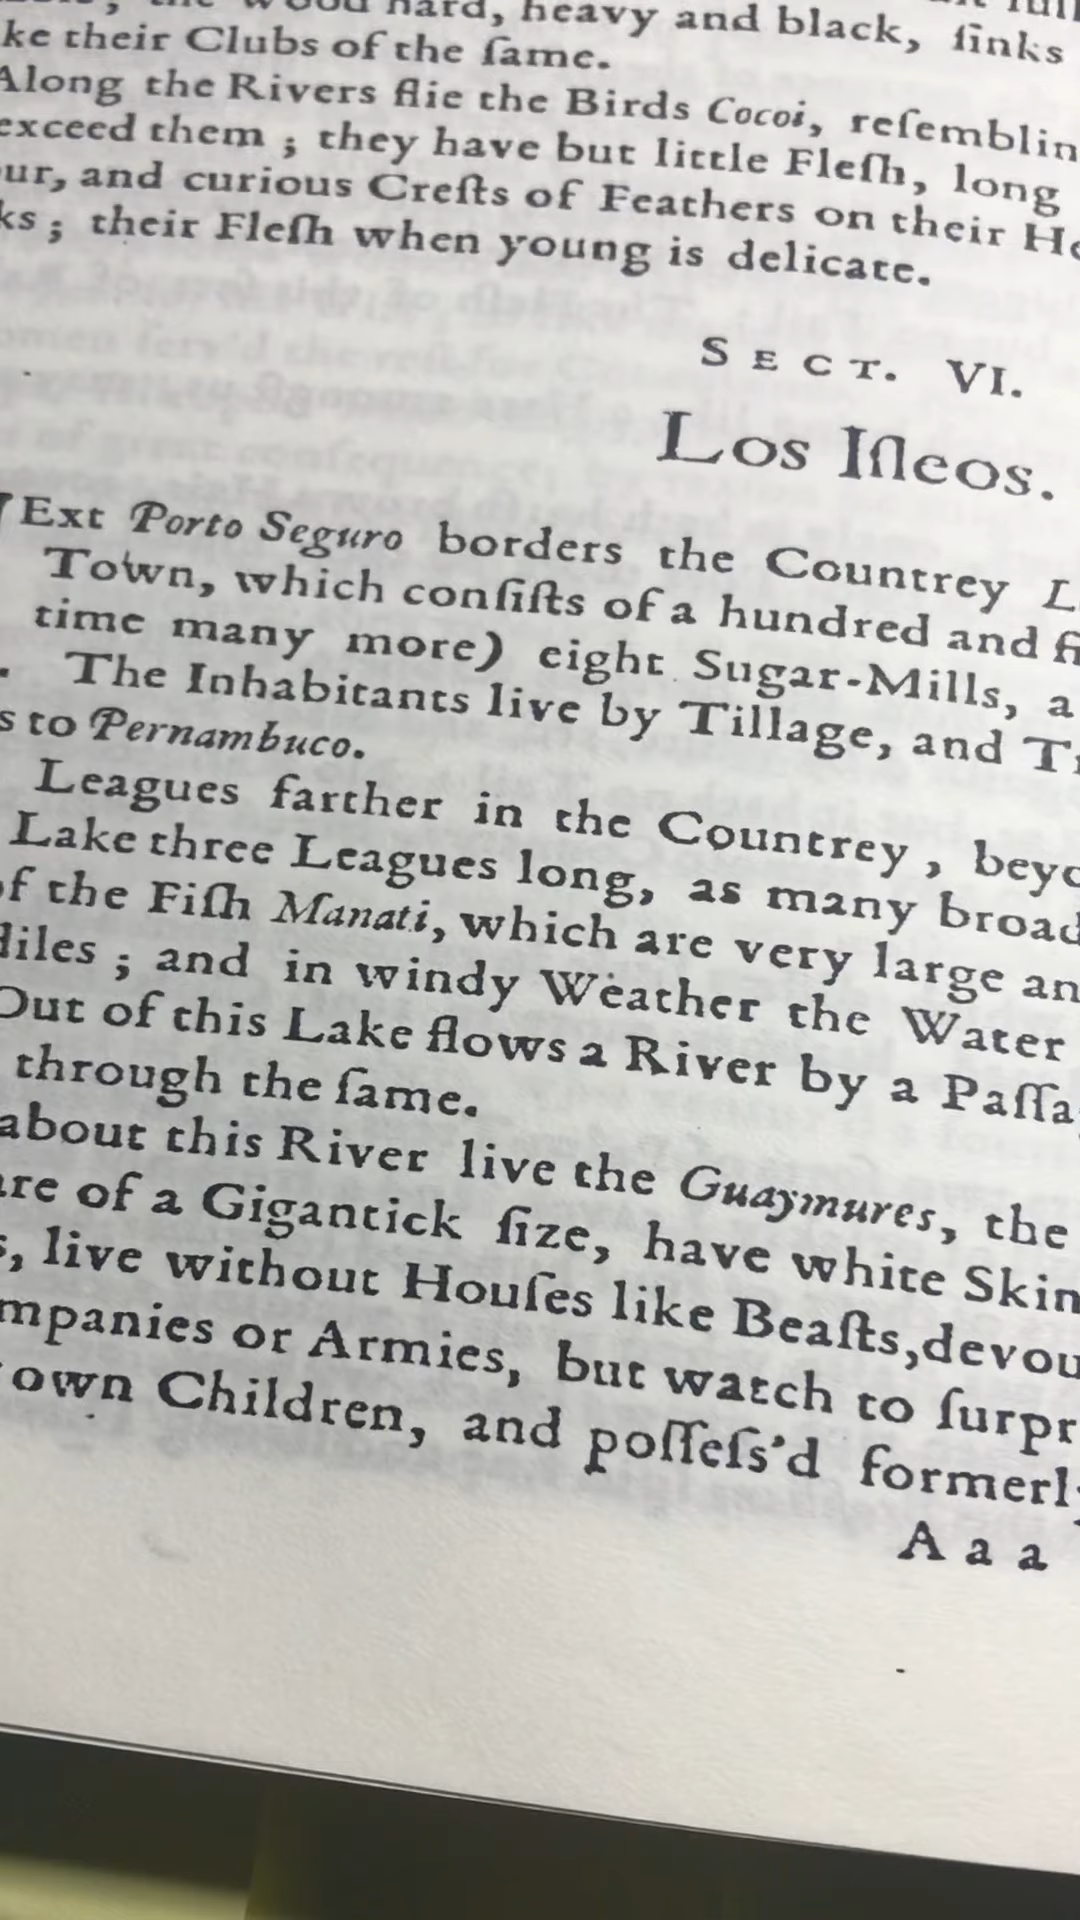 hard, heavy and black, ſinks
ke their Clubs of the ſame.
Along the Rivers flie the Birds Cocoi, reſemblin
exceed them ; they have but little Fleſh, long
ur, and curious Creſts of Feathers on their He
ks ; their Fleſh when young is delicate.
SECT. VI.
Los Iſleos.
Ext Porto Seguro borders the Countrey L
Town, which conſiſts of a hundred and fi
time many more) eight Sugar-Mills, a
. The Inhabitants live by Tillage, and Tr
s to Pernambuco.
Leagues farther in the Countrey , beyo
Lake three Leagues long, as many broad
of the Fiſh Manati, which are very large an
diles ; and in windy Weather the Water
Out of this Lake flows a River by a Paſſa
through the ſame.
about this River live the Guaymures, the
are of a Gigantick ſize, have white Skin
s, live without Houſes like Beaſts,devou
mpanies or Armies, but watch to ſurpr
own Children, and poſſeſs’d formerly
Aaa